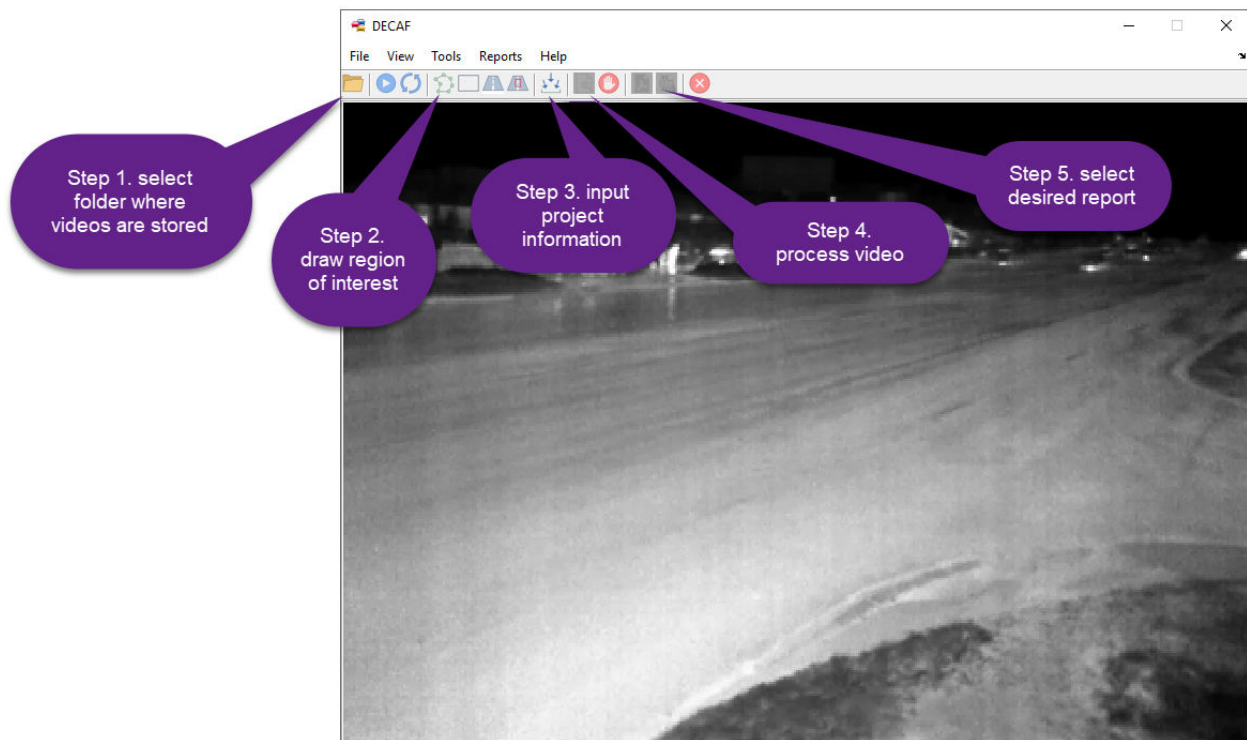 DECAF
File View Tools Reports Help
Step 1. select
folder where
videos are stored
Step 2.
draw region
of interest
Step 3. input
project
information
Step 4.
process video
Step 5. select
desired report